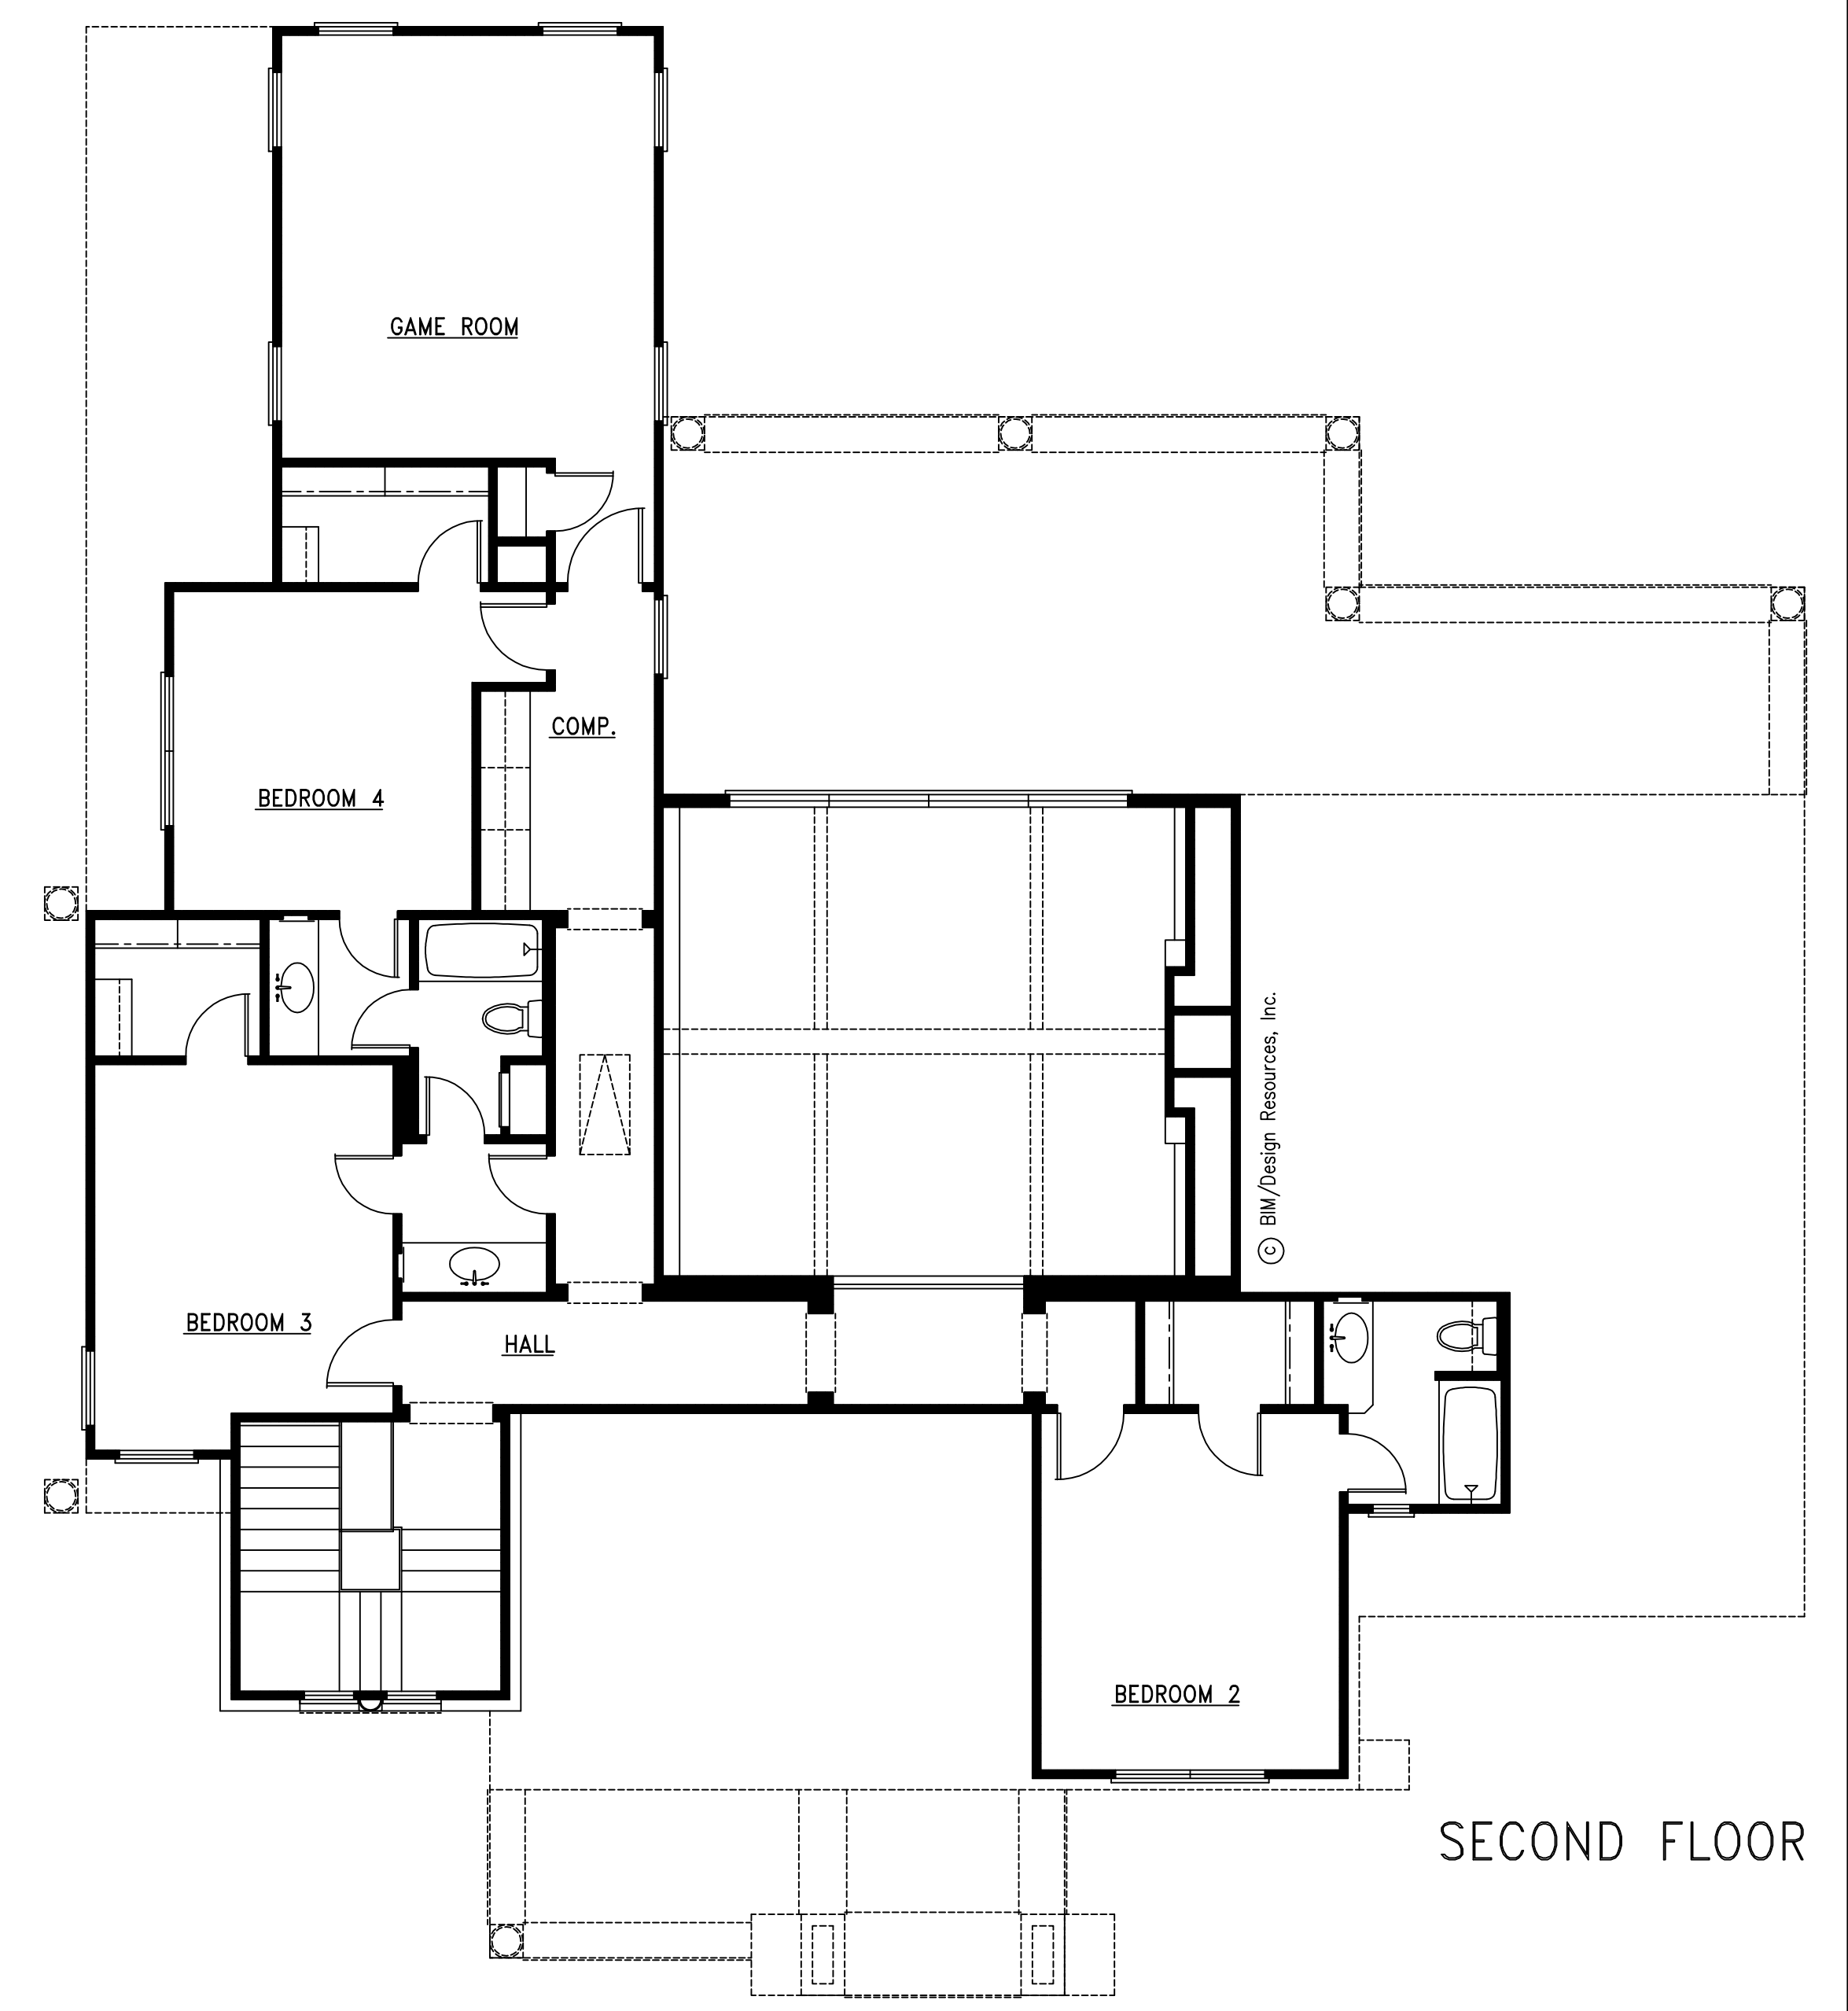 GAME ROOM
COMP.
BEDROOM 4
© BIM/Design Resources, Inc.
BEDROOM 3
HALL
BEDROOM 2
SECOND FLOOR